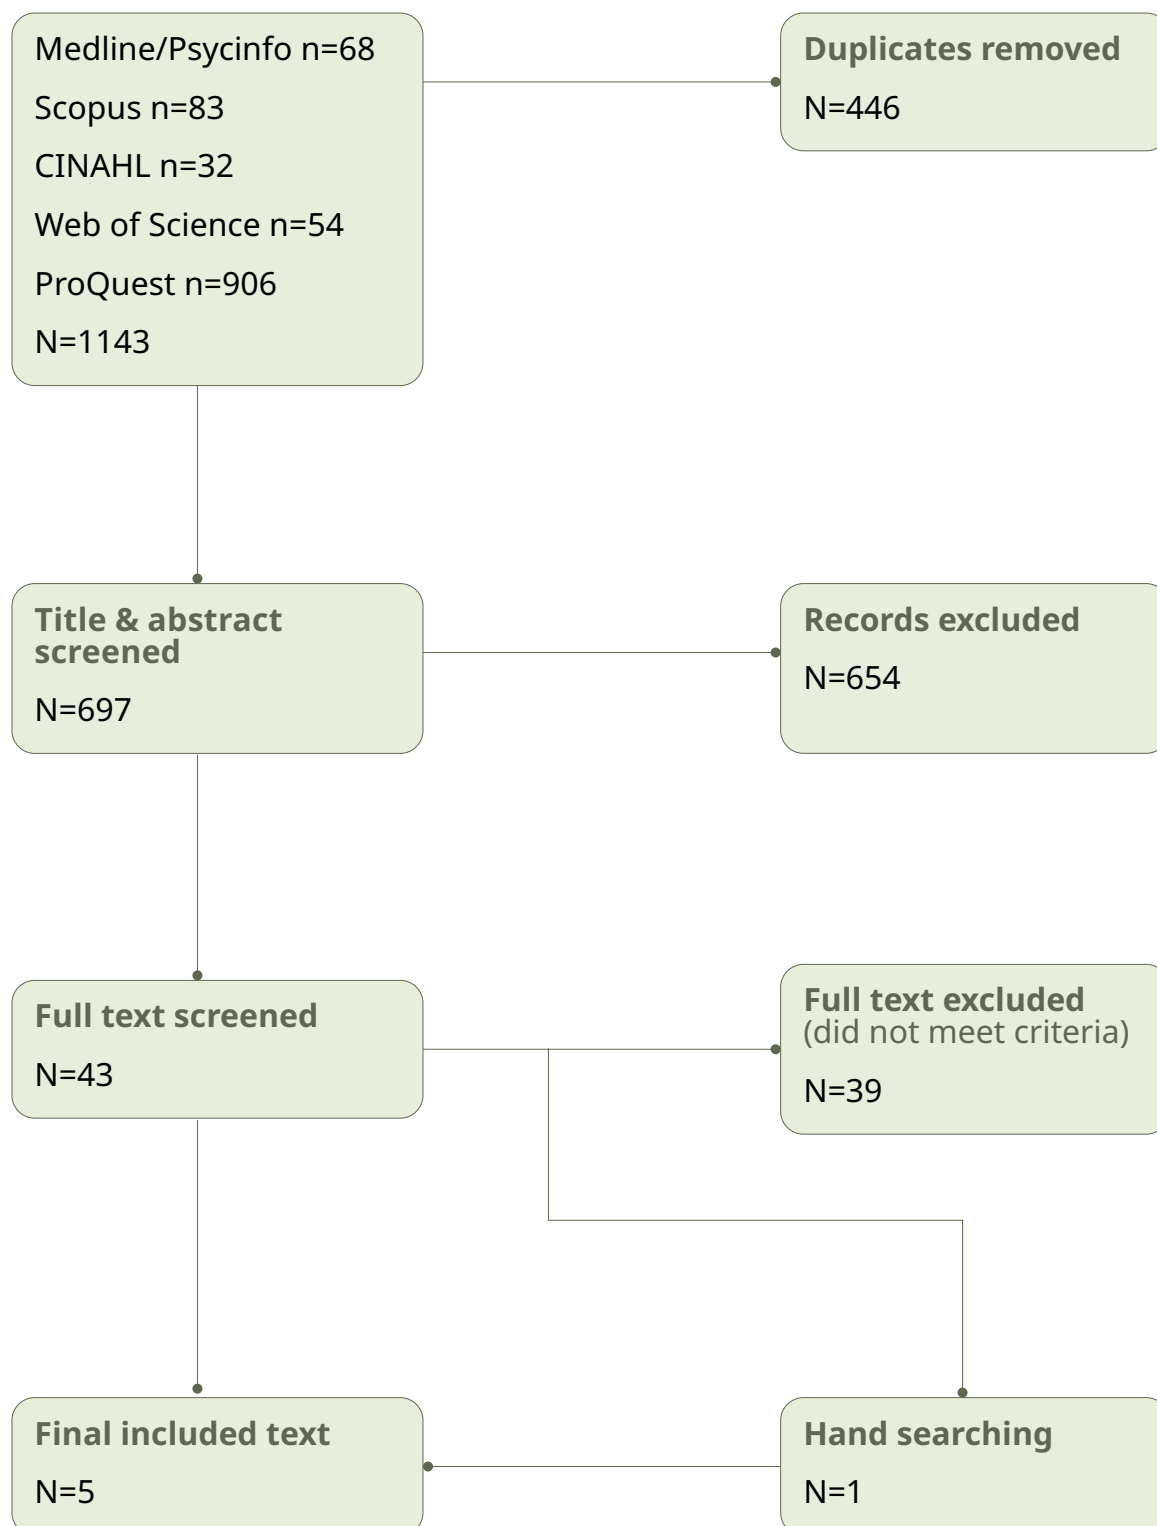 Medline/Psycinfo n=68
Scopus n=83
CINAHL n=32
Web of Science n=54
ProQuest n=906
N=1143
Duplicates removed
N=446
Title & abstract
screened
N=697
Records excluded
N=654
Full text screened
N=43
Full text excluded
(did not meet criteria)
N=39
Final included text
N=5
Hand searching
N=1